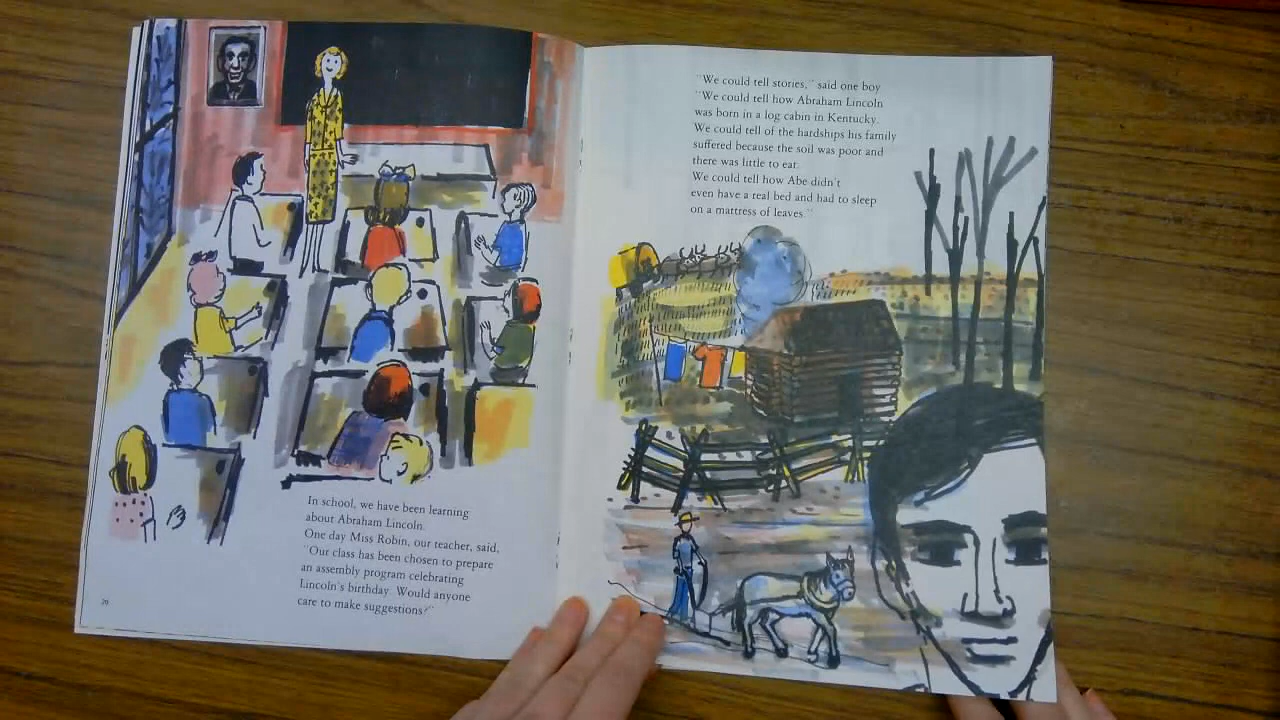 In school, we have been learning
about Abraham Lincoln.
One day Miss Robin, our teacher, said,
"Our class has been chosen to prepare
an assembly program celebrating
Lincoln's birthday. Would anyone
care to make suggestions?"
20
"We could tell stories," said one boy
"We could tell how Abraham Lincoln
was born in a log cabin in Kentucky.
We could tell of the hardships his family
suffered because the soil was poor and
there was little to eat.
We could tell how Abe didn't
even have a real bed and had to sleep
on a mattress of leaves."